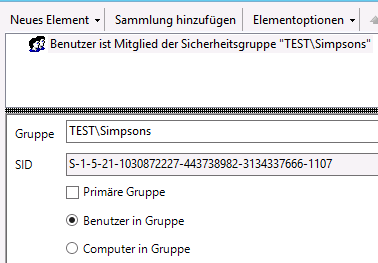 Neues Element Sammlung hinzufügen Elementoptionen
Benutzer ist Mitglied der Sicherheitsgruppe "TEST\Simpsons
Gruppe TEST\Simpsons
SID S-1-5-21-1030872227-443738982-3134337666-1107
Primäre Gruppe
Benutzer in Gruppe
Computer in Gruppe